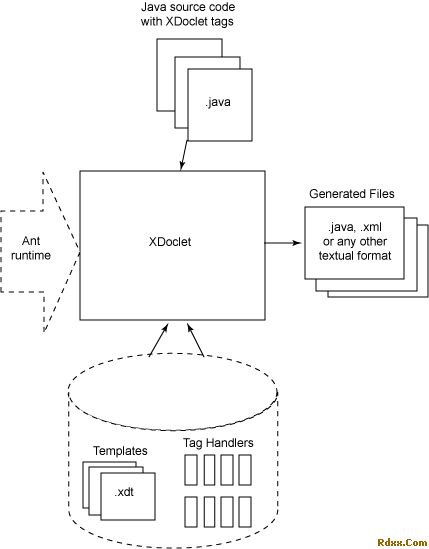 Java source code
with XDoclet tags
.java
Generated Files
.java, .xml
or any other
textual format
Ant
runtime
XDoclet
Templates
Tag Handlers
.xdt
Rdxx.Com